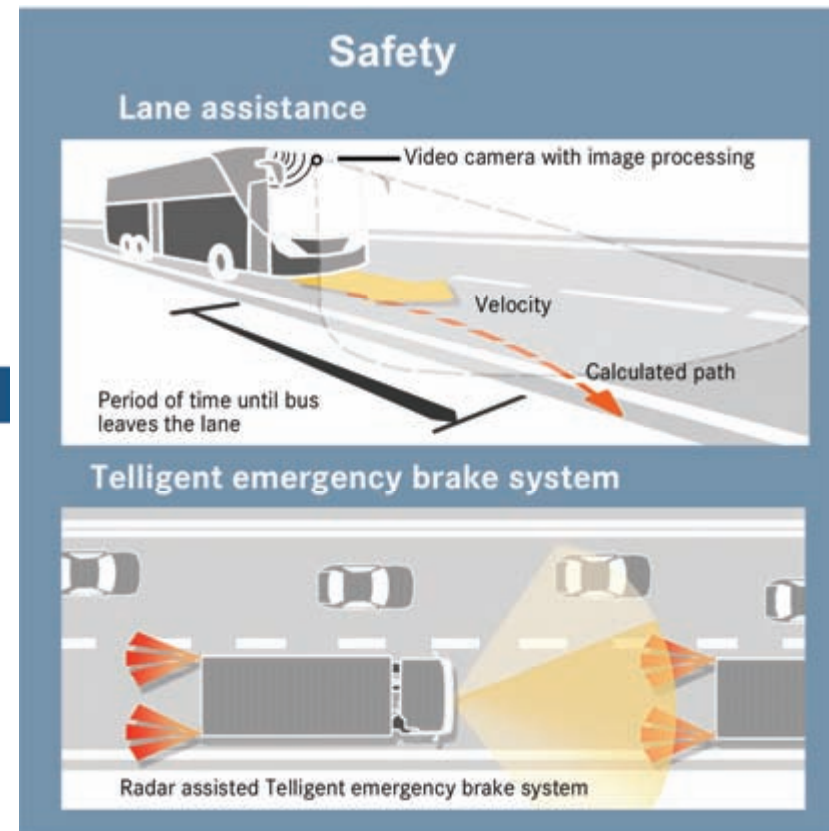 Safety
Lane assistance
Video camera with image processing
Velocity
Calculated path
Period of time until bus
leaves the lane
Telligent emergency brake system
Radar assisted Telligent emergency brake system